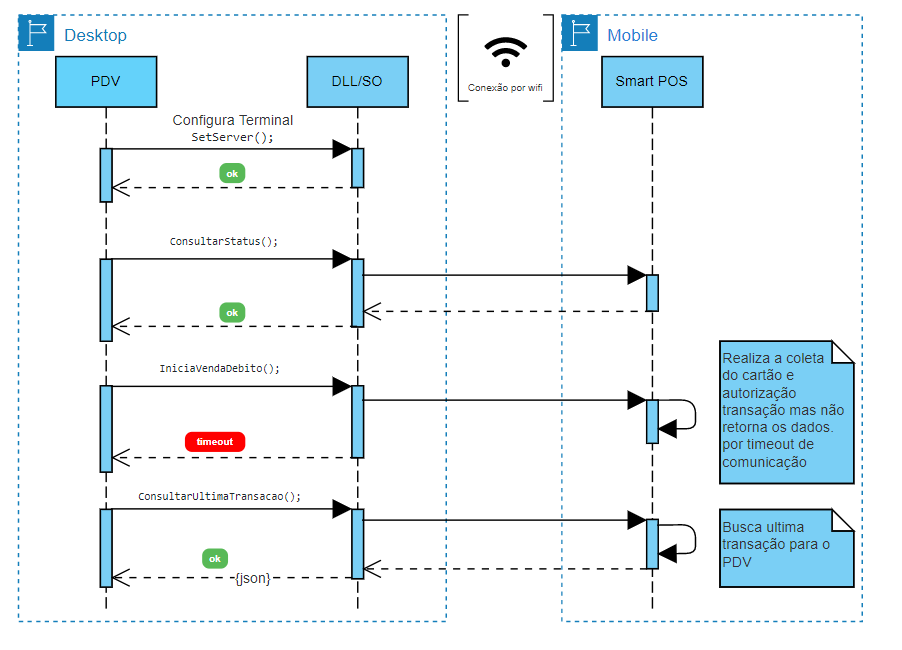 Desktop
Mobile
Conexão por wifi
PDV
DLL/SO
Smart POS
Configura Terminal
SetServer();
ok
ConsultarStatus();
ok
IniciaVendaDebito();
timeout
Realiza a coleta
do cartão e
autorização
transação mas não
retorna os dados.
por timeout de
comunicação
ConsultarUltimaTransacao();
ok
{json}
Busca ultima
transação para o
PDV